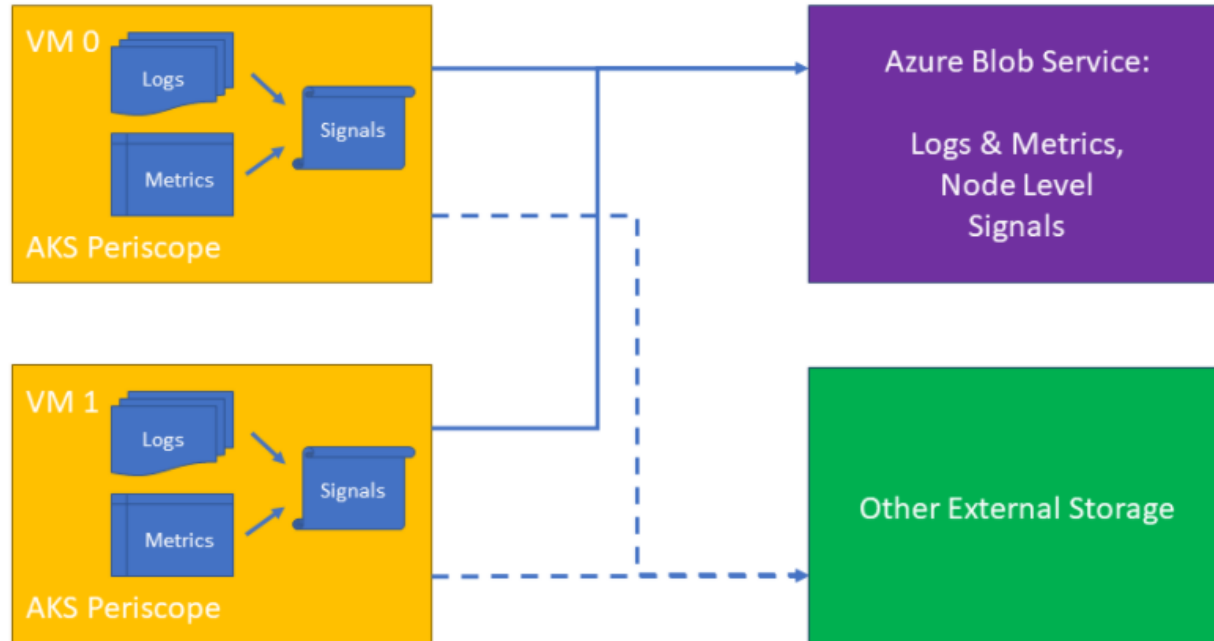 VM 0
Logs
Signals
Metrics
AKS Periscope
Azure Blob Service:
Logs & Metrics,
Node Level
Signals
VM 1
Logs
Signals
Metrics
AKS Periscope
Other External Storage